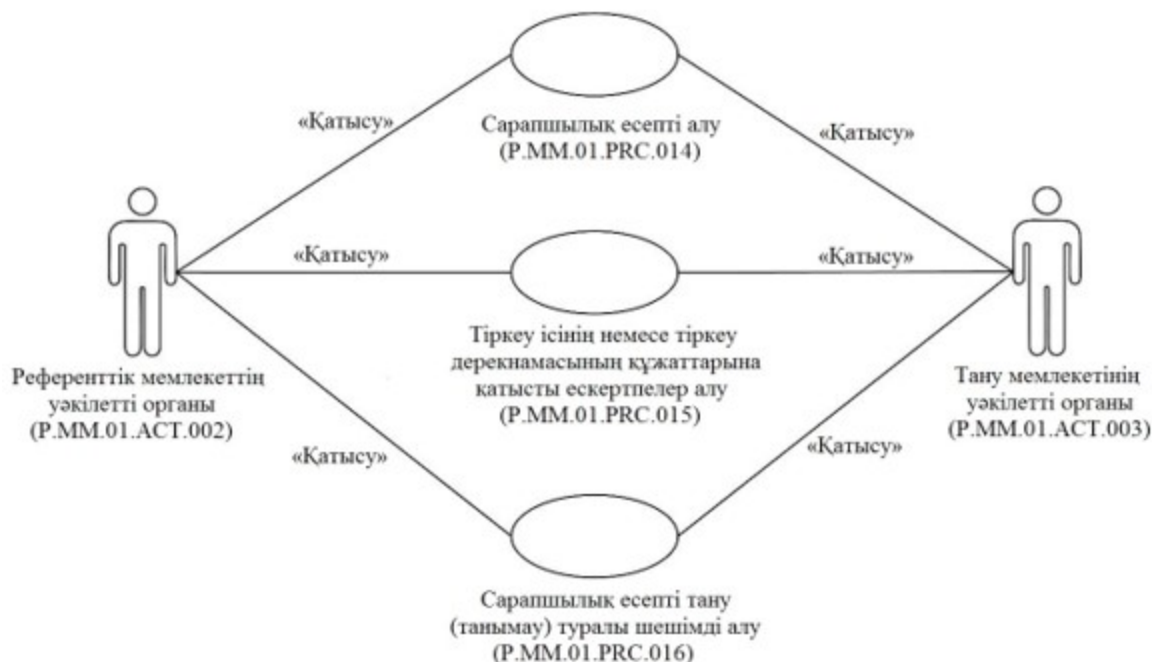 «Қатысу»
«Қатысу»
Сарапшылық есепті алу
(P.MM.01.PRC.014)
«Қатысу»
«Қатысу»
Референттік мемлекеттің
уәкілетті органы
(P.MM.01.ACT.002)
Тіркеу ісінің немесе тіркеу
дерекнамасының құжаттарына
қатысты ескертпелер алу
(P.MM.01.PRC.015)
Тану мемлекетінің
уәкілетті органы
(P.MM.01.ACT.003)
«Қатысу»
«Қатысу»
Сарапшылық есепті тану
(танымау) туралы шешімді алу
(P.MM.01.PRC.016)